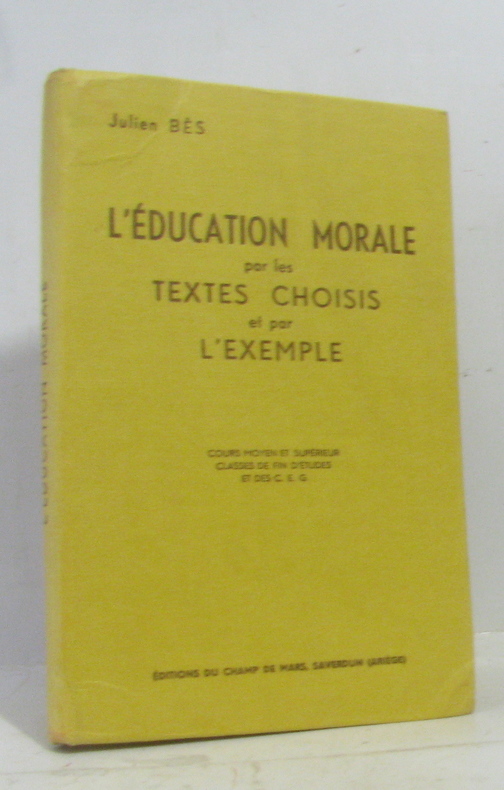 Julien BÈS
L'ÉDUCATION MORALE
par les
TEXTES CHOISIS
et par
L'EXEMPLE
COURS MOYEN ET SUPÉRIEUR
CLASSES DE FIN D'ÉTUDES
ET DES C. E. G.
ÉDITIONS DU CHAMP DE MARS, SAVERDUN (ARIÈGE)
L'ÉDUCATION MORALE